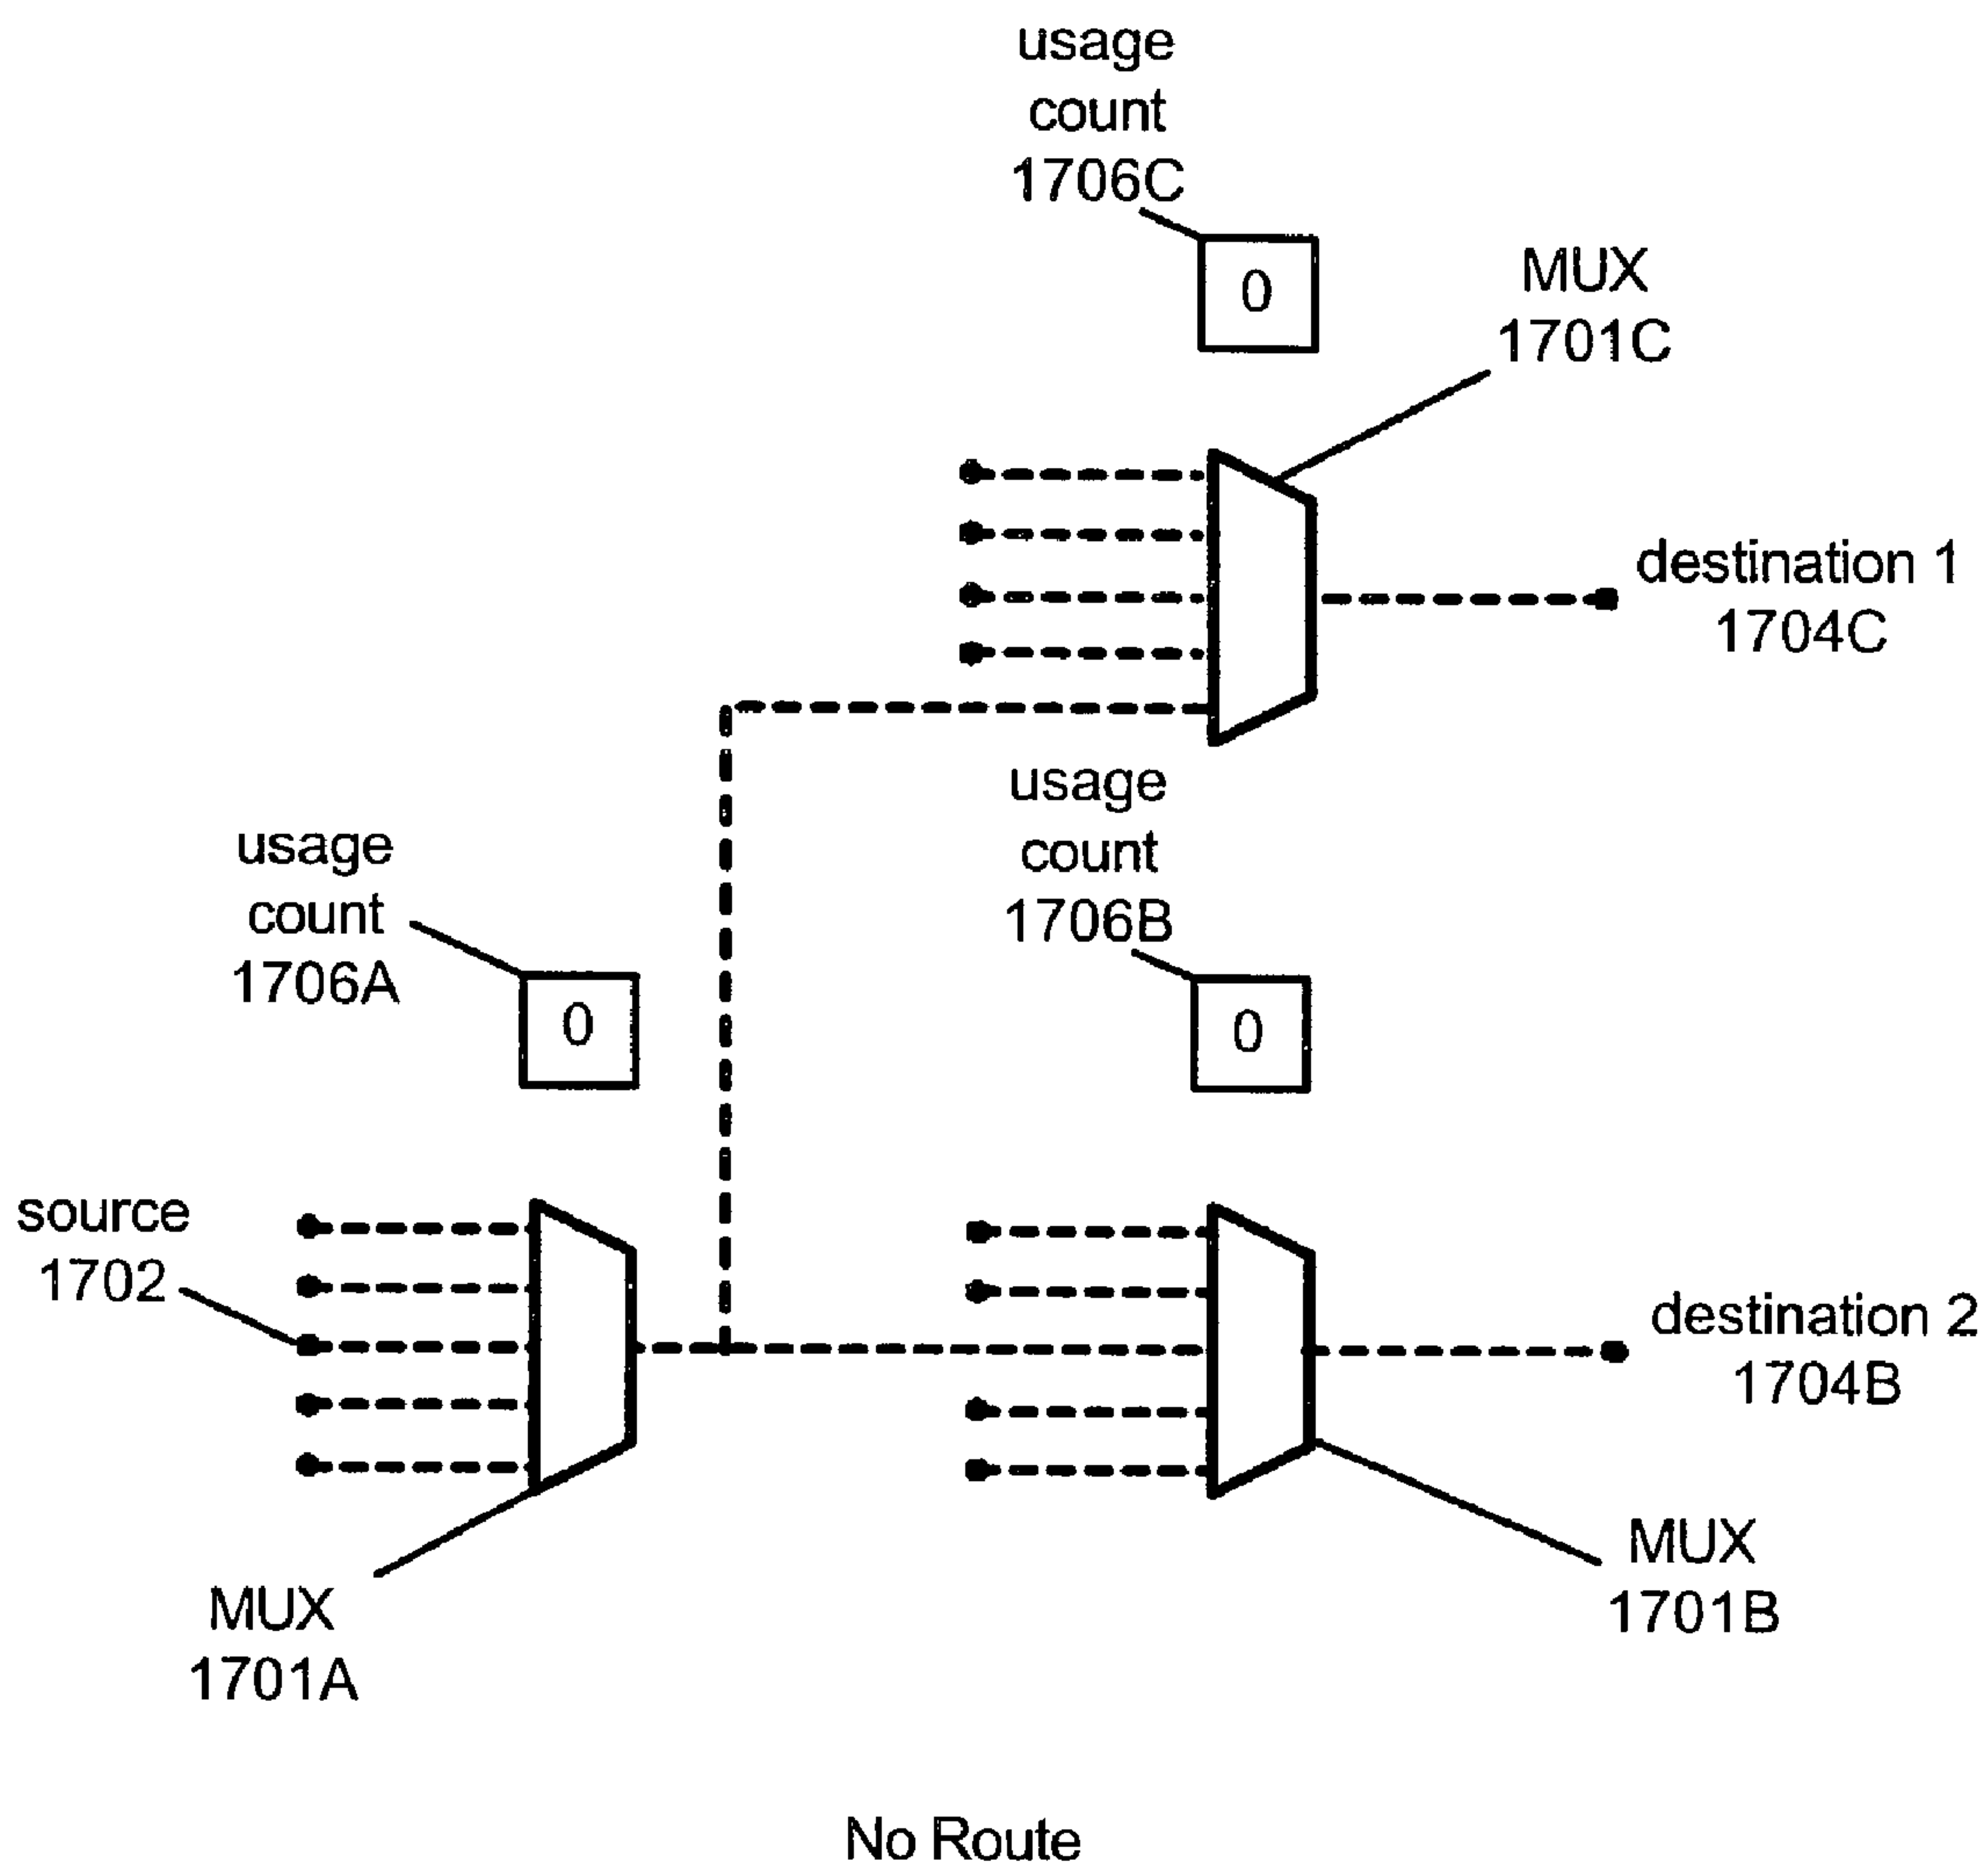 usage
count
1706C
0
MUX
1701C
destination 1
1704C
usage
count
1706B
0
usage
count
1706A
0
source
1702
destination 2
1704B
MUX
1701A
MUX
1701B
No Route